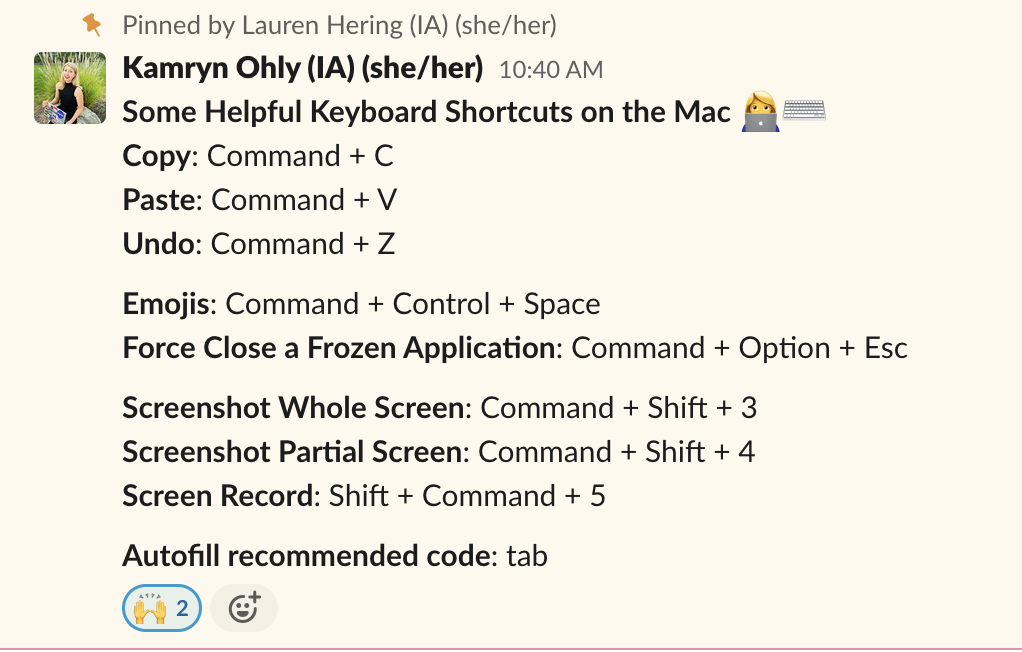 Pinned by Lauren Hering (IA) (she/her)
Kamryn Ohly (IA) (she/her) 10:40 AM
Some Helpful Keyboard Shortcuts on the Mac 👩‍💻⌨️
Copy: Command + C
Paste: Command + V
Undo: Command + Z
Emojis: Command + Control + Space
Force Close a Frozen Application: Command + Option + Esc
Screenshot Whole Screen: Command + Shift + 3
Screenshot Partial Screen: Command + Shift + 4
Screen Record: Shift + Command + 5
Autofill recommended code: tab
🙌 2